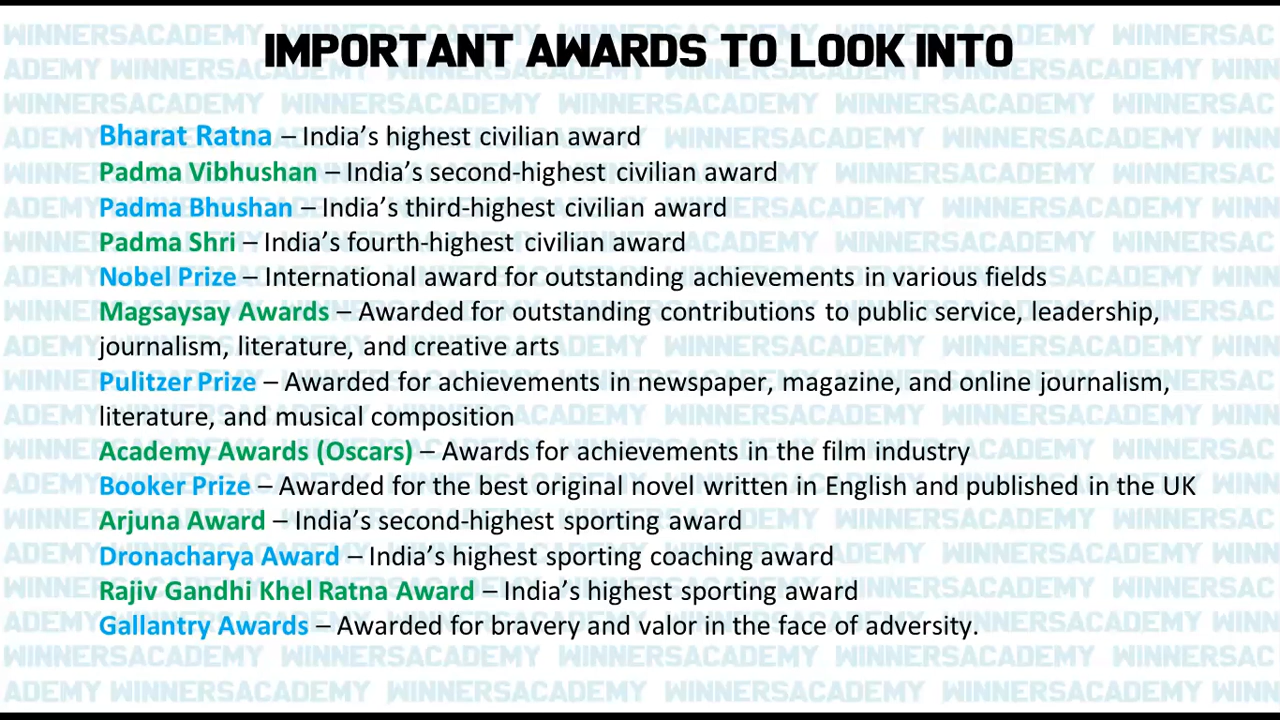 IMPORTANT AWARDS TO LOOK INTO
Bharat Ratna – India's highest civilian award
Padma Vibhushan – India's second-highest civilian award
Padma Bhushan – India's third-highest civilian award
Padma Shri – India's fourth-highest civilian award
Nobel Prize – International award for outstanding achievements in various fields
Magsaysay Awards – Awarded for outstanding contributions to public service, leadership,
journalism, literature, and creative arts
Pulitzer Prize – Awarded for achievements in newspaper, magazine, and online journalism,
literature, and musical composition
Academy Awards (Oscars) – Awards for achievements in the film industry
Booker Prize – Awarded for the best original novel written in English and published in the UK
Arjuna Award – India's second-highest sporting award
Dronacharya Award – India's highest sporting coaching award
Rajiv Gandhi Khel Ratna Award – India's highest sporting award
Gallantry Awards – Awarded for bravery and valor in the face of adversity.
WINNERSACADEMY